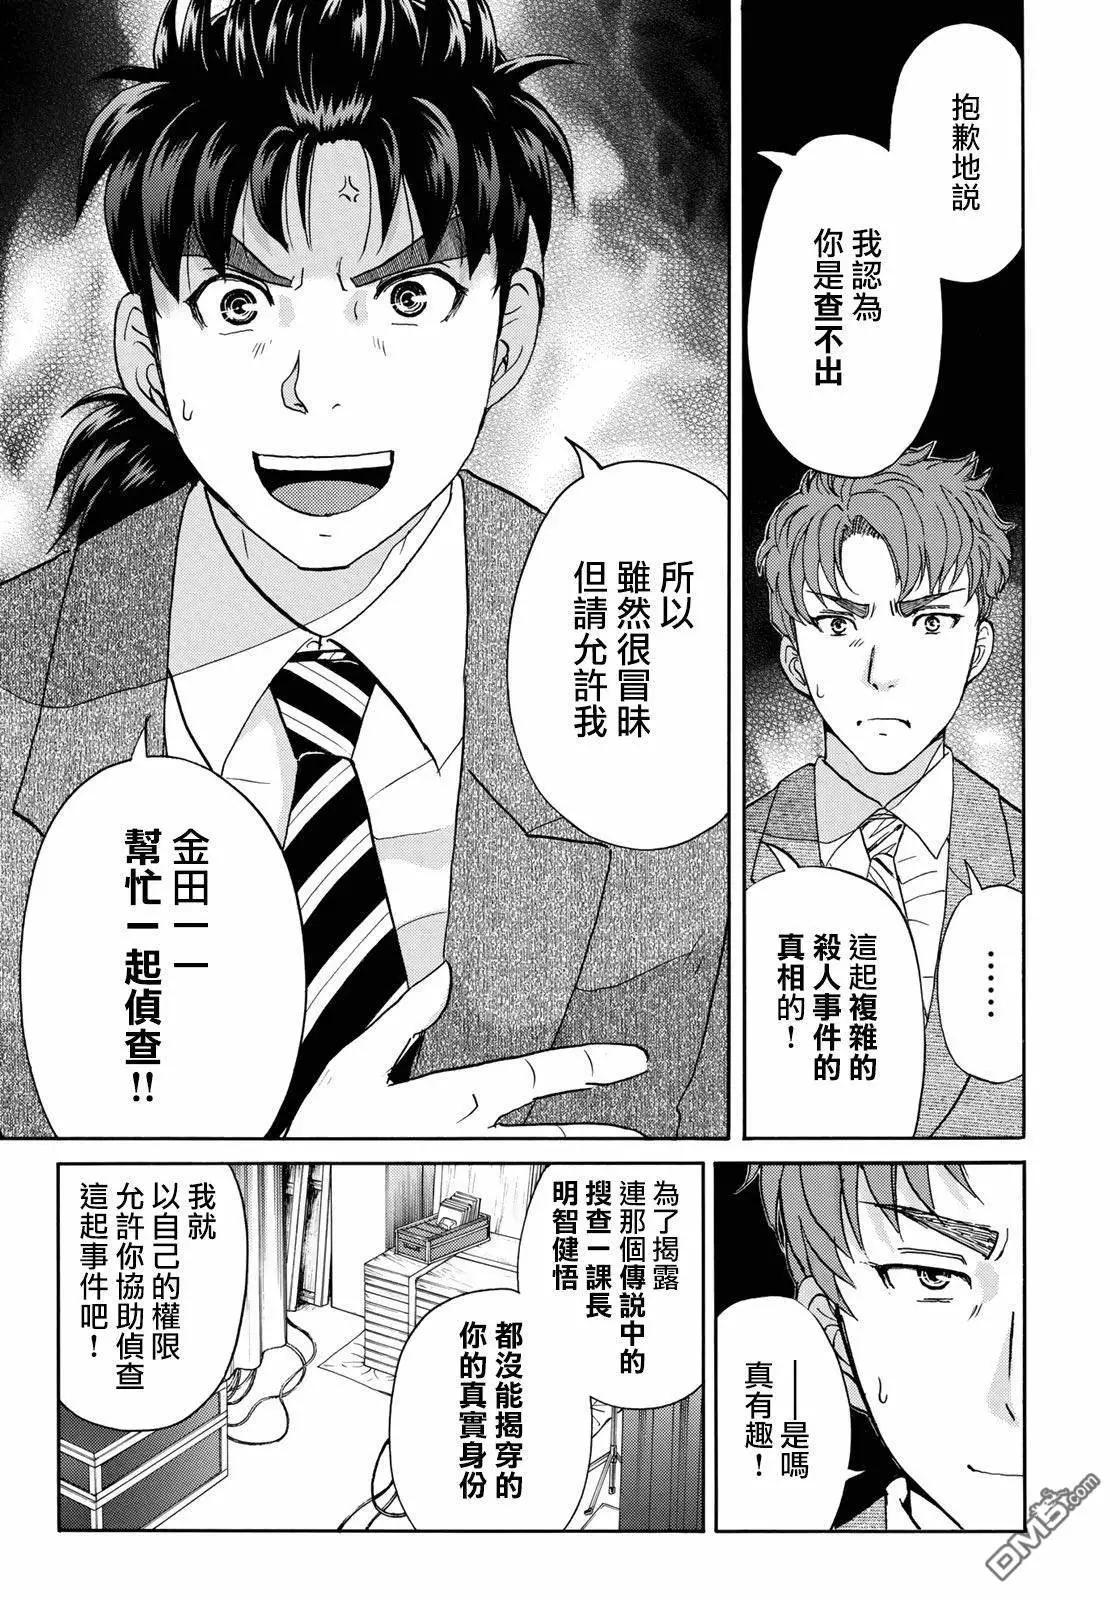 抱歉地説
我認為
你是查不出
這起複雜的
殺人事件的
真相的！
……
所以
雖然很冒昧
但請允許我
金田一一
幫忙一起偵查!!
——是嗎
真有趣！
為了揭露
連那個傳説中的
搜查一課長
明智健悟
都沒能揭穿的
你的真實身份
我就
以自己的權限
允許你協助偵查
這起事件吧！
DM5.com